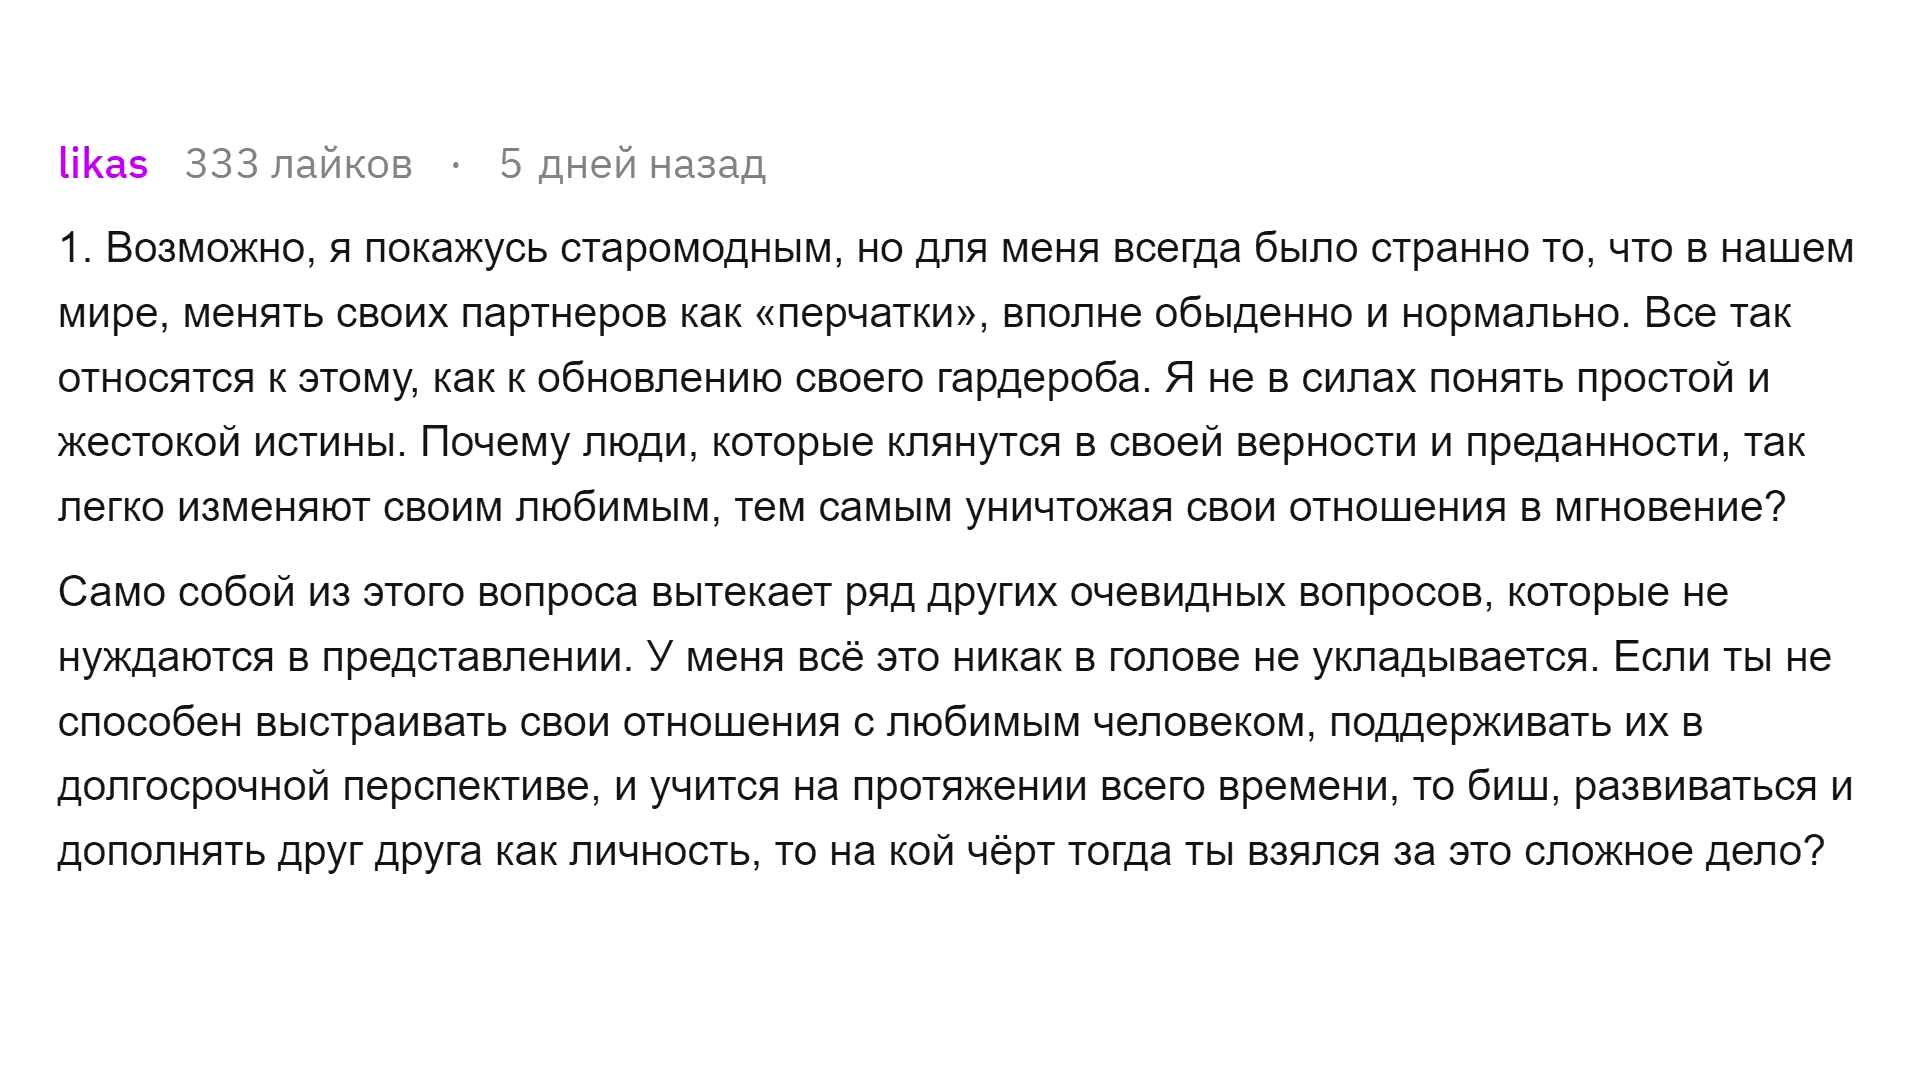 likas 333 лайков · 5 дней назад
1. Возможно, я покажусь старомодным, но для меня всегда было странно то, что в нашем
мире, менять своих партнеров как «перчатки», вполне обыденно и нормально. Все так
относятся к этому, как к обновлению своего гардероба. Я не в силах понять простой и
жестокой истины. Почему люди, которые клянутся в своей верности и преданности, так
легко изменяют своим любимым, тем самым уничтожая свои отношения в мгновение?
Само собой из этого вопроса вытекает ряд других очевидных вопросов, которые не
нуждаются в представлении. У меня всё это никак в голове не укладывается. Если ты не
способен выстраивать свои отношения с любимым человеком, поддерживать их в
долгосрочной перспективе, и учится на протяжении всего времени, то биш, развиваться и
дополнять друг друга как личность, то на кой чёрт тогда ты взялся за это сложное дело?